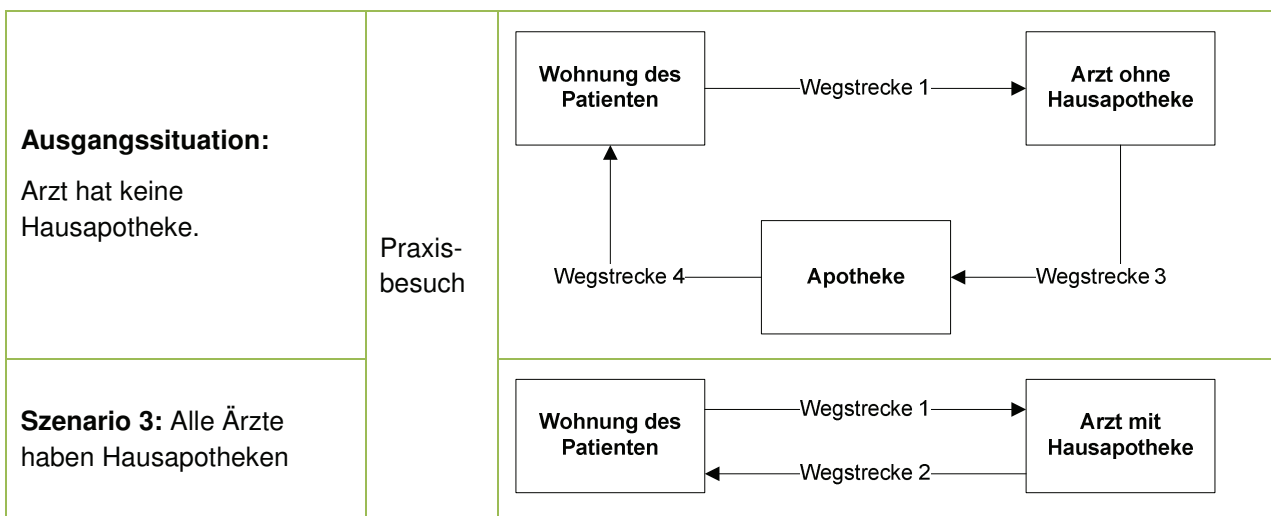 Ausgangssituation:
Arzt hat keine
Hausapotheke.
Praxis-
besuch
Wohnung des
Patienten
Wegstrecke 1
Arzt ohne
Hausapotheke
Wegstrecke 4
Apotheke
Wegstrecke 3
Szenario 3: Alle Ärzte
haben Hausapotheken
Wohnung des
Patienten
Wegstrecke 1
Wegstrecke 2
Arzt mit
Hausapotheke